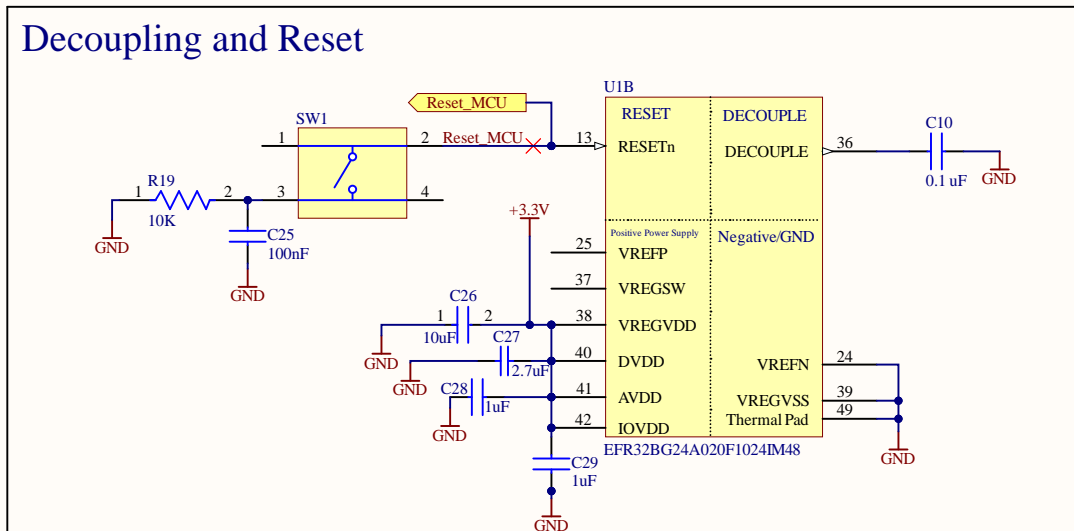 Decoupling and Reset
Reset_MCU
SW1
1
2
Reset_MCU
3
4
R19
1
2
10K
GND
C25
100nF
GND
U1B
RESET
DECOUPLE
13
RESETn
DECOUPLE
36
C10
0.1 uF
GND
+3.3V
Positive Power Supply
Negative/GND
25
VREFP
37
VREGSW
38
VREGVDD
40
DVDD
41
AVDD
42
IOVDD
VREFN
24
VREGVSS
39
Thermal Pad
49
GND
EFR32BG24A020F1024IM48
C26
1
2
10uF
GND
C27
2.7uF
GND
C28
1uF
GND
C29
1uF
GND